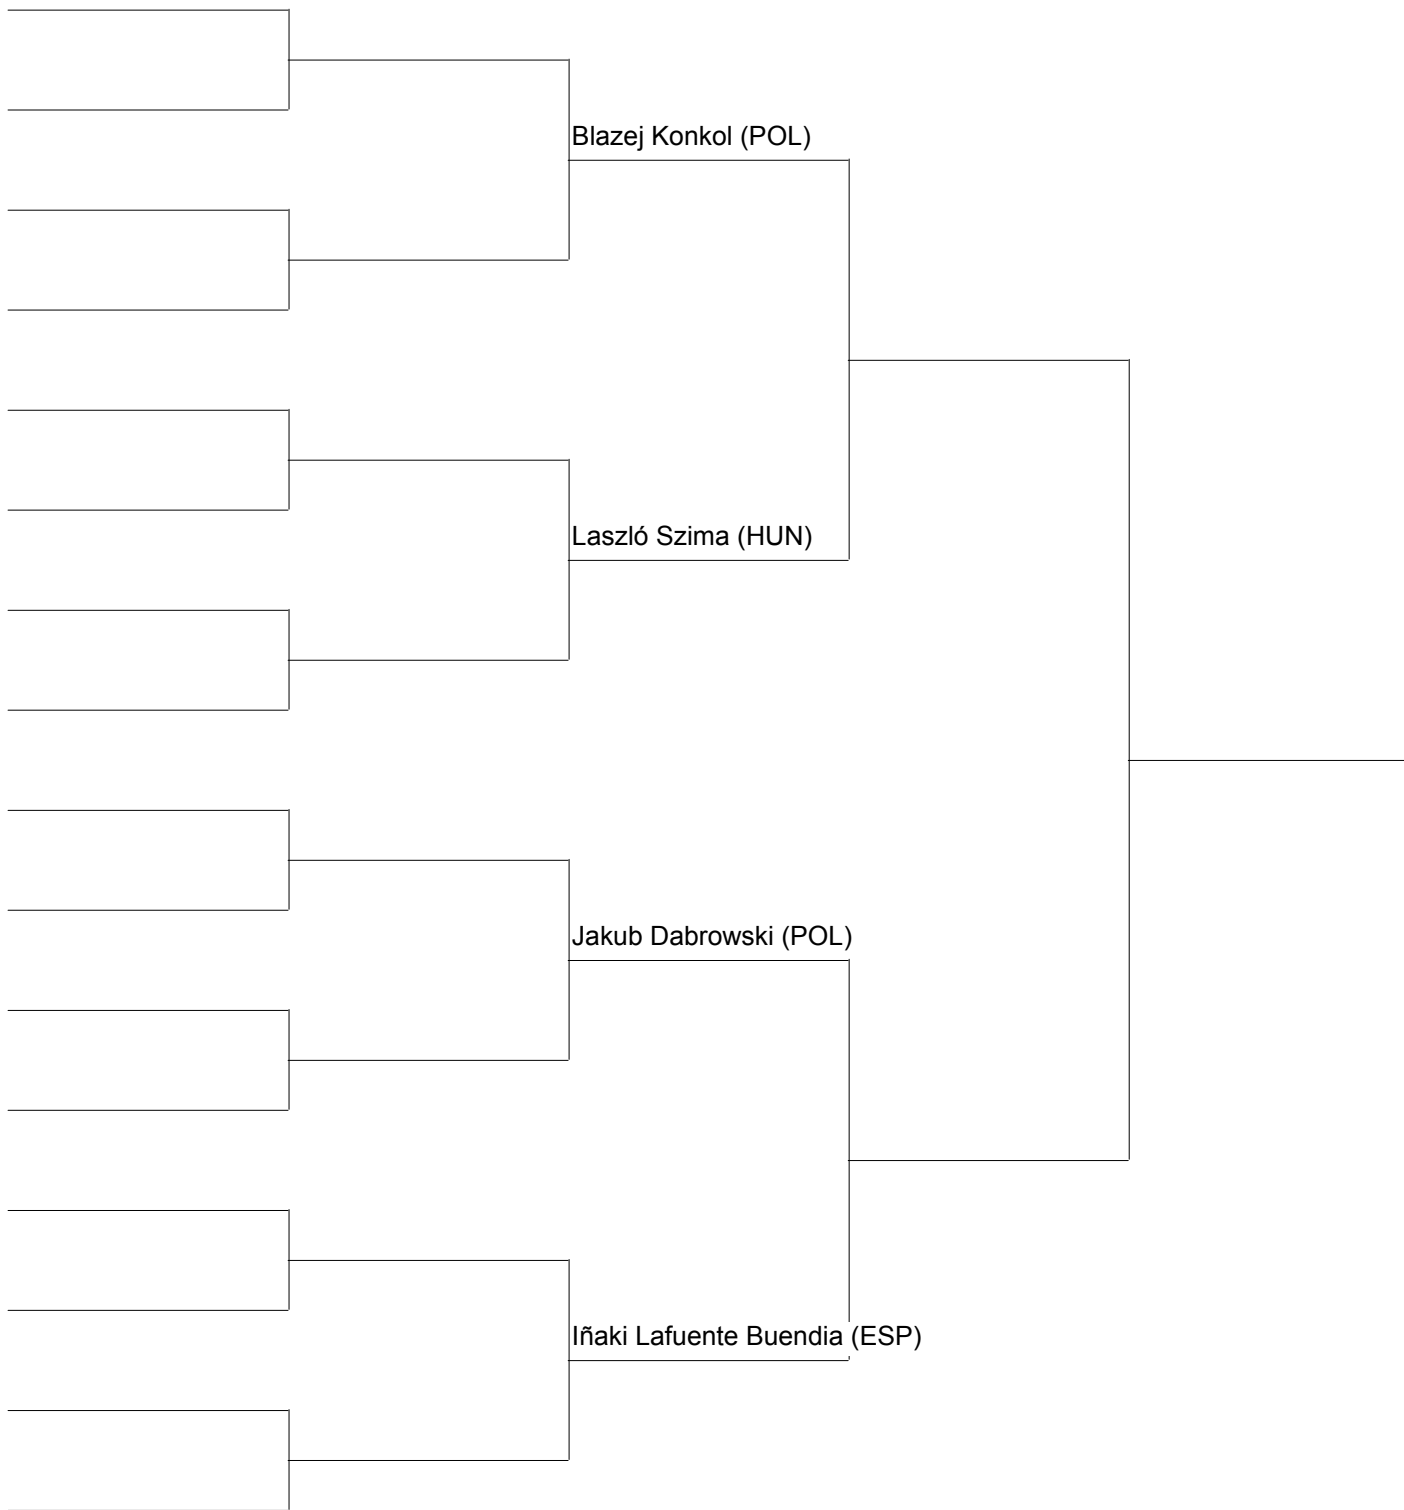 Blazej Konkol (POL)
Laszló Szima (HUN)
Jakub Dabrowski (POL)
Iñaki Lafuente Buendia (ESP)